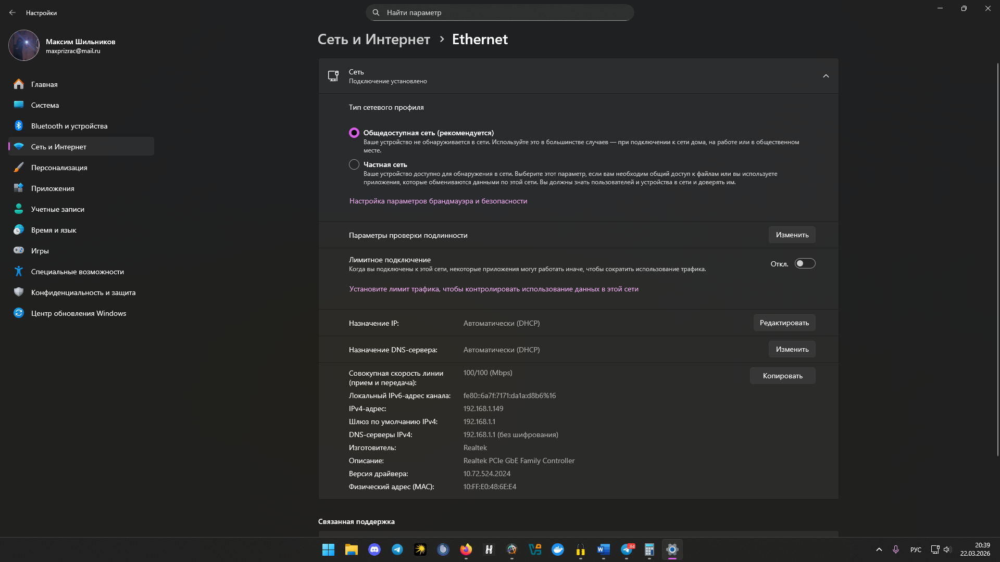 Настройки
Найти параметр
Максим Шильников
maxprizrac@mail.ru
Главная
Система
Bluetooth и устройства
Сеть и Интернет
Персонализация
Приложения
Учетные записи
Время и язык
Игры
Специальные возможности
Конфиденциальность и защита
Центр обновления Windows
Сеть и Интернет > Ethernet
Сеть
Подключение установлено
Тип сетевого профиля
Общедоступная сеть (рекомендуется)
Ваше устройство не обнаруживается в сети. Используйте это в большинстве случаев — при подключении к сети дома, на работе или в общественном
месте.
Частная сеть
Ваше устройство доступно для обнаружения в сети. Выберите этот параметр, если вам необходим общий доступ к файлам или вы используете
приложения, которые обмениваются данными по этой сети. Вы должны знать пользователей и устройства в сети и доверять им.
Настройка параметров брандмауэра и безопасности
Параметры проверки подлинности Изменить
Лимитное подключение
Когда вы подключены к этой сети, некоторые приложения могут работать иначе, чтобы сократить использование трафика.
Откл.
Установите лимит трафика, чтобы контролировать использование данных в этой сети
Назначение IP: Автоматически (DHCP) Редактировать
Назначение DNS-сервера: Автоматически (DHCP) Изменить
Совокупная скорость линии
(прием и передача): 100/100 (Mbps) Копировать
Локальный IPv6-адрес канала: fe80::6a7f:7171:da1a:d8b6%16
IPv4-адрес: 192.168.1.149
Шлюз по умолчанию IPv4: 192.168.1.1
DNS-серверы IPv4: 192.168.1.1 (без шифрования)
Изготовитель: Realtek
Описание: Realtek PCIe GbE Family Controller
Версия драйвера: 10.72.524.2024
Физический адрес (MAC): 10:FF:E0:48:6E:E4
Связанная поддержка
94
РУС
20:39
22.03.2026